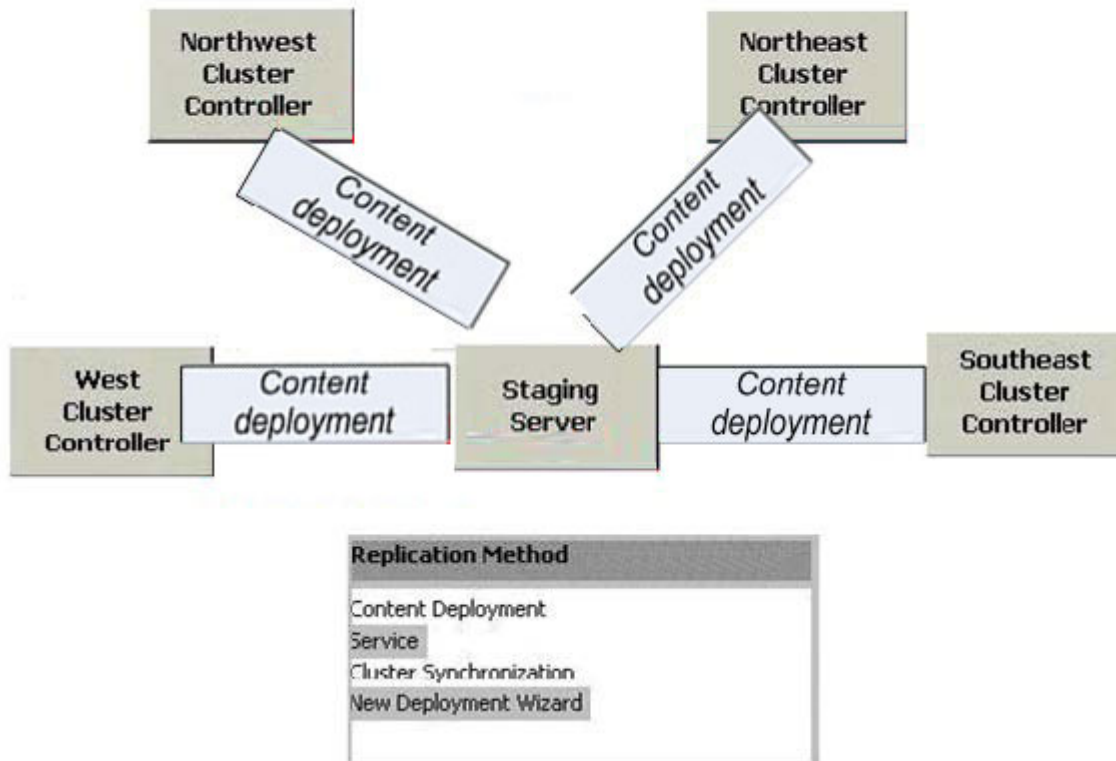 Northwest
Cluster
Controller
Northeast
Cluster
Controller
Content
deployment
Content
deployment
West
Cluster
Controller
Content
deployment
Staging
Server
Content
deployment
Southeast
Cluster
Controller
Replication Method
Content Deployment
Service
Cluster Synchronization
New Deployment Wizard